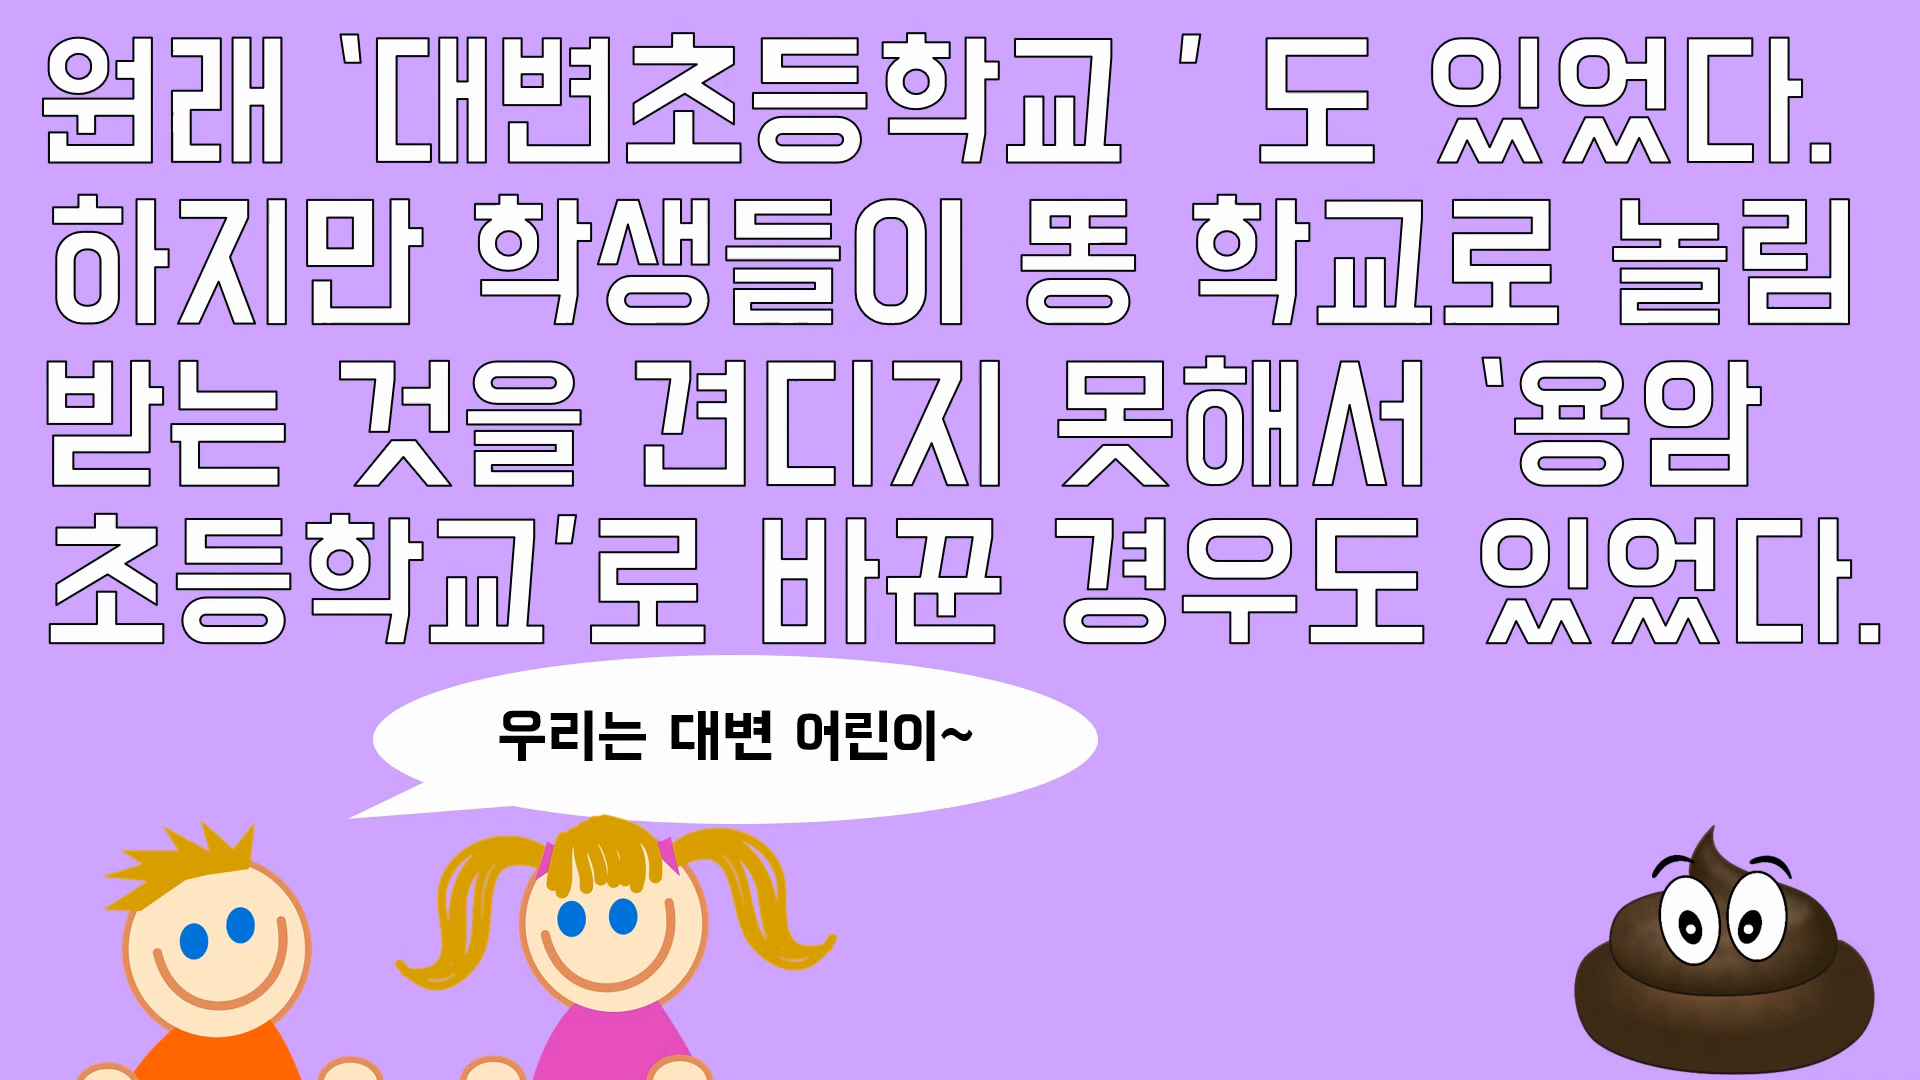 원래 ‘대변초등학교 ’ 도 있었다.
하지만 학생들이 똥 학교로 놀림
받는 것을 견디지 못해서 ‘용암
초등학교’로 바꾼 경우도 있었다.
우리는 대변 어린이~